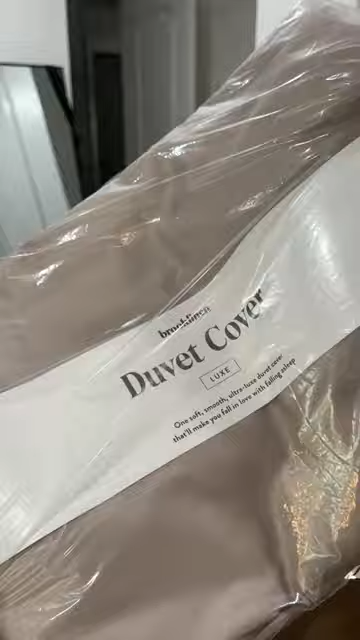 brooklinen
Duvet Cover
LUXE
One soft, smooth, ultra-luxe duvet cover
that'll make you fall in love with falling asleep